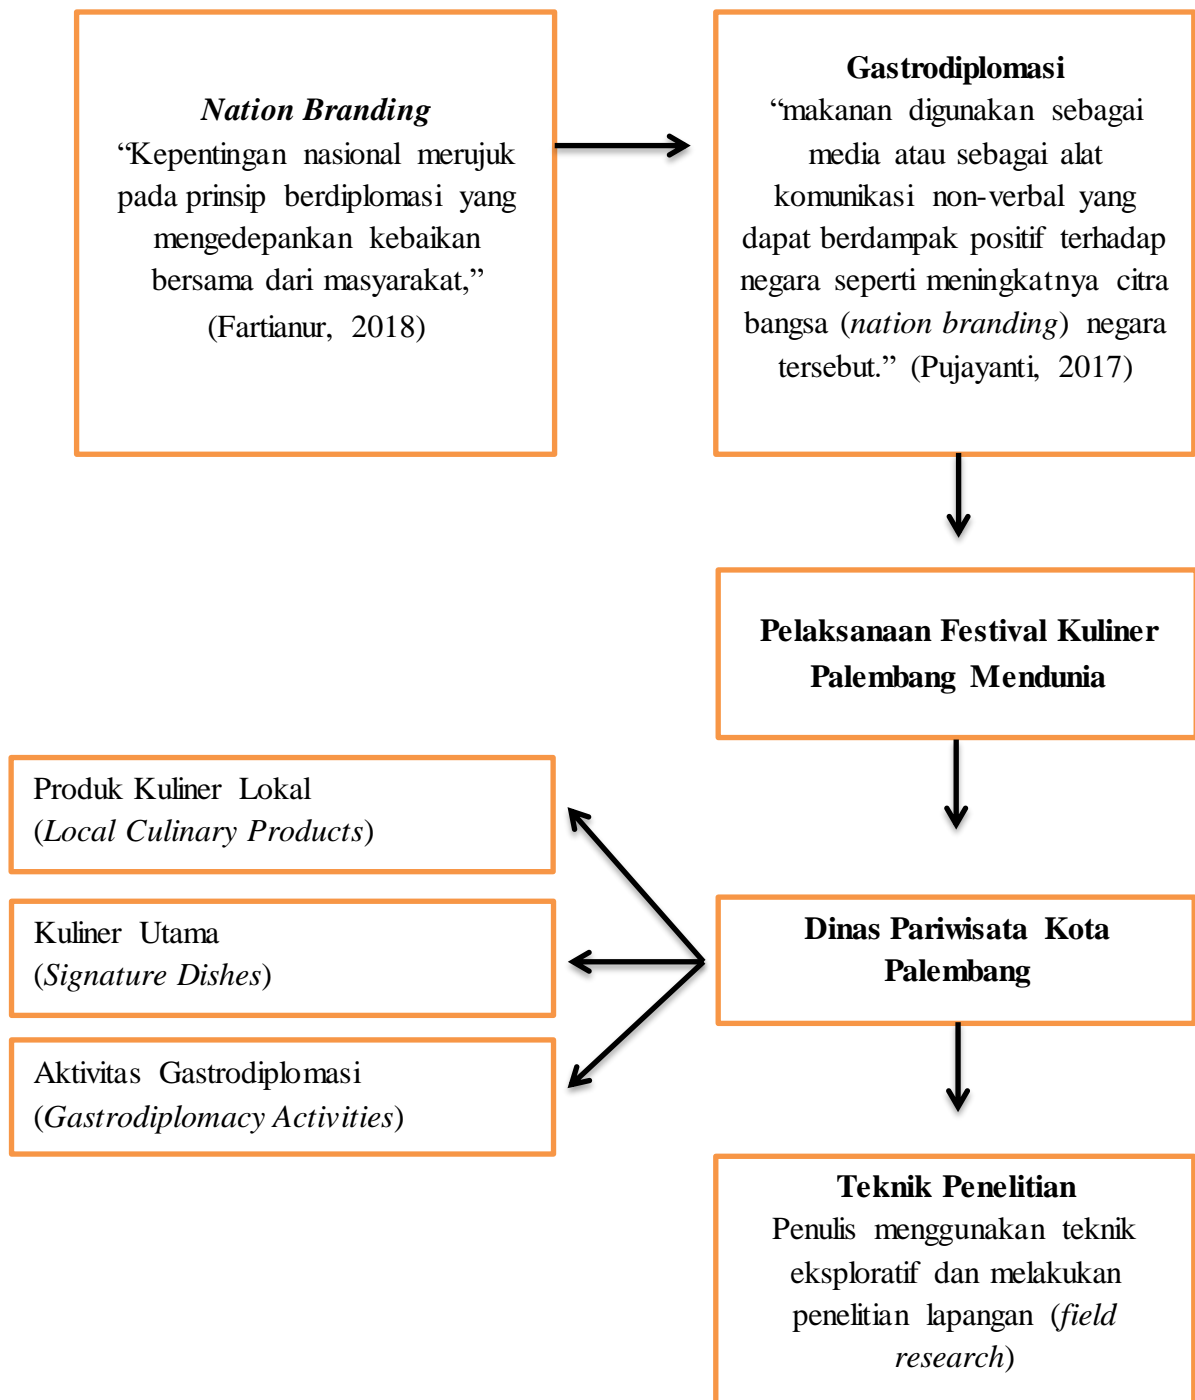 Nation Branding
“Kepentingan nasional merujuk
pada prinsip berdiplomasi yang
mengedepankan kebaikan
bersama dari masyarakat,”
(Fartianur, 2018)
Gastrodiplomasi
“makanan digunakan sebagai
media atau sebagai alat
komunikasi non-verbal yang
dapat berdampak positif terhadap
negara seperti meningkatnya citra
bangsa (nation branding) negara
tersebut.” (Pujayanti, 2017)
Pelaksanaan Festival Kuliner
Palembang Mendunia
Produk Kuliner Lokal
(Local Culinary Products)
Kuliner Utama
(Signature Dishes)
Aktivitas Gastrodiplomasi
(Gastrodiplomacy Activities)
Dinas Pariwisata Kota
Palembang
Teknik Penelitian
Penulis menggunakan teknik
eksploratif dan melakukan
penelitian lapangan (field
research)